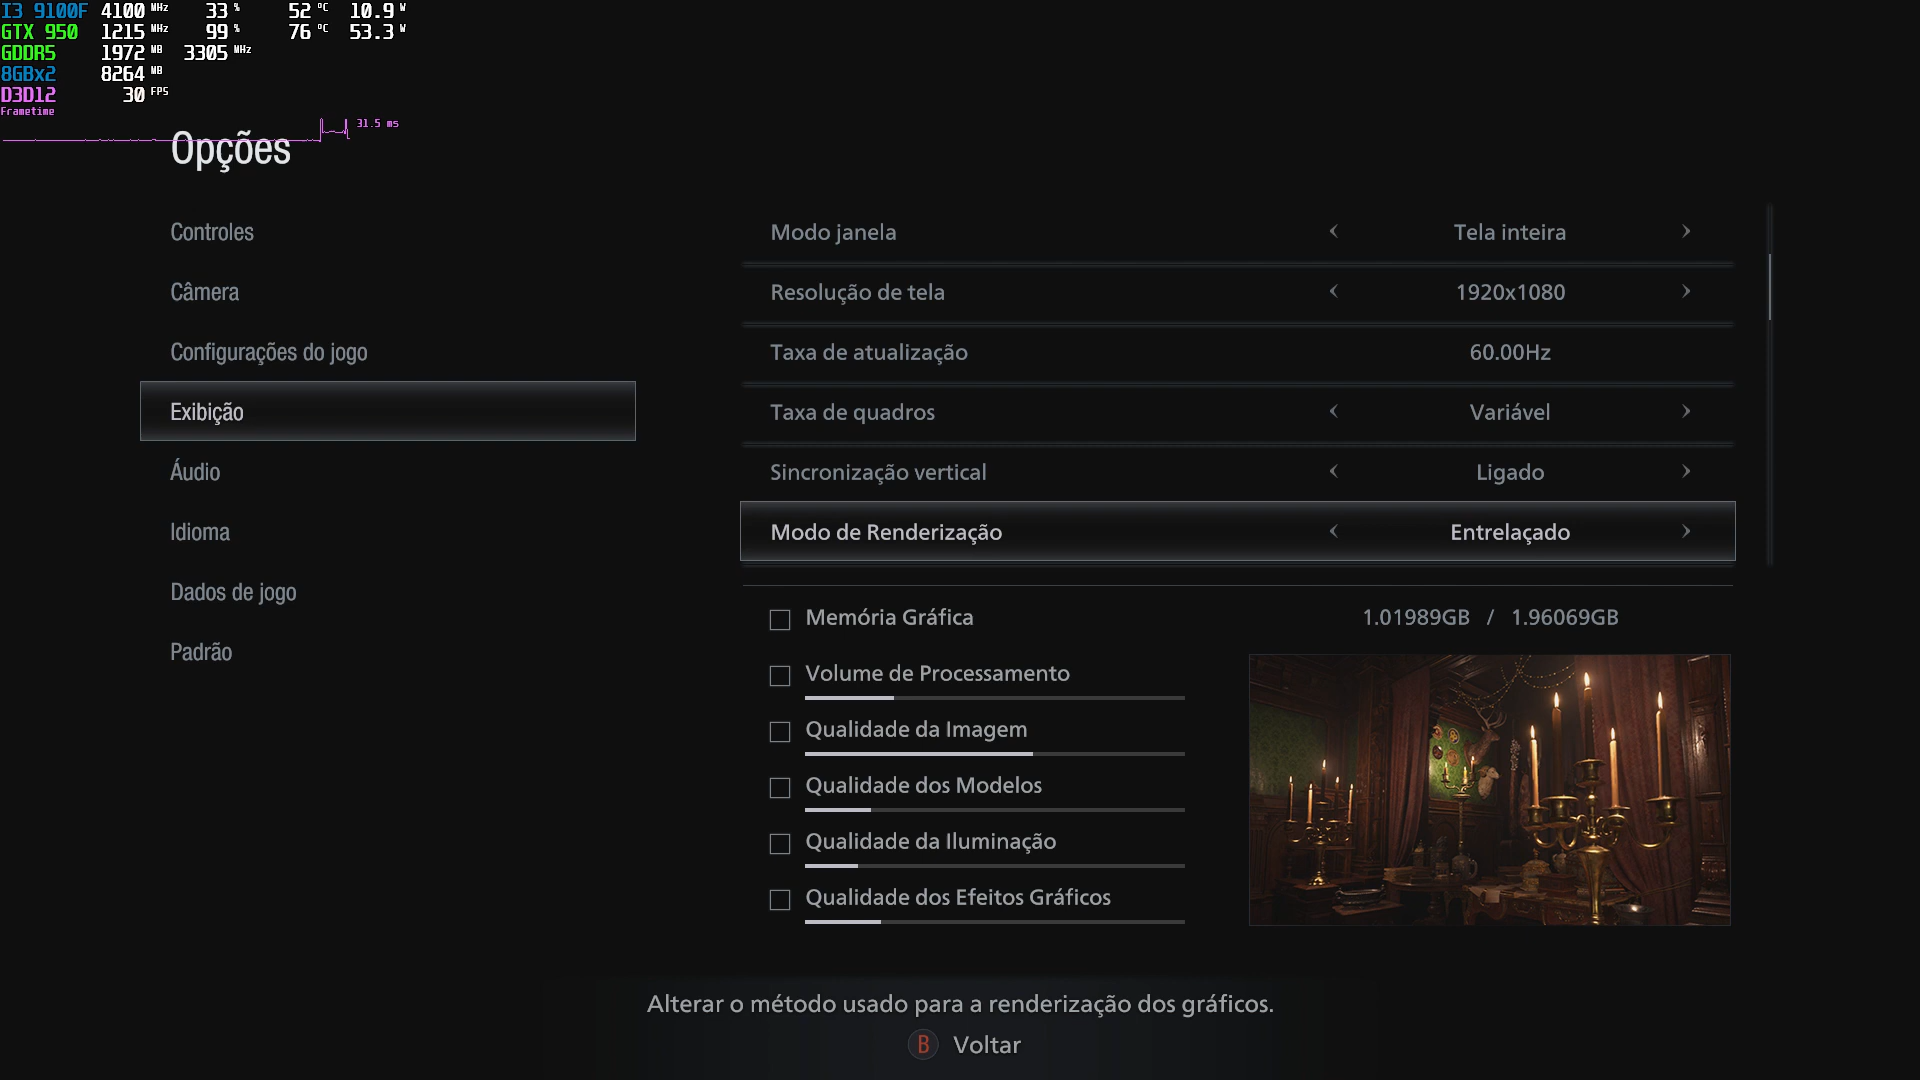 I3 9100F 4100 MHz 33 % 52 °C 10.9 W
GTX 950 1215 MHz 99 % 76 °C 53.3 W
GDDR5 1972 MB 3305 MHz
8GBx2 8264 MB
D3D12 30 FPS
Frametime
31.5 ms
Opções
Controles
Câmera
Configurações do jogo
Exibição
Áudio
Idioma
Dados de jogo
Padrão
Modo janela Tela inteira
Resolução de tela 1920x1080
Taxa de atualização 60.00Hz
Taxa de quadros Variável
Sincronização vertical Ligado
Modo de Renderização Entrelaçado
Memória Gráfica 1.01989GB / 1.96069GB
Volume de Processamento
Qualidade da Imagem
Qualidade dos Modelos
Qualidade da Iluminação
Qualidade dos Efeitos Gráficos
Alterar o método usado para a renderização dos gráficos.
B Voltar